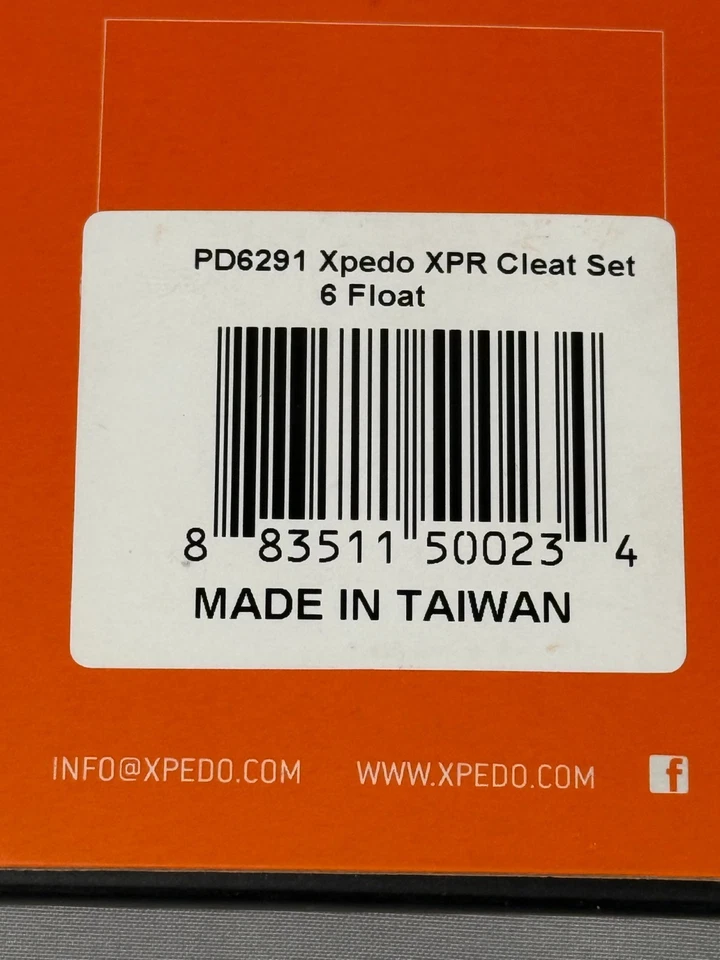 PD6291 Xpedo XPR Cleat Set
6 Float
8 83511 50023 4
MADE IN TAIWAN
INFO@XPEDO.COM WWW.XPEDO.COM f